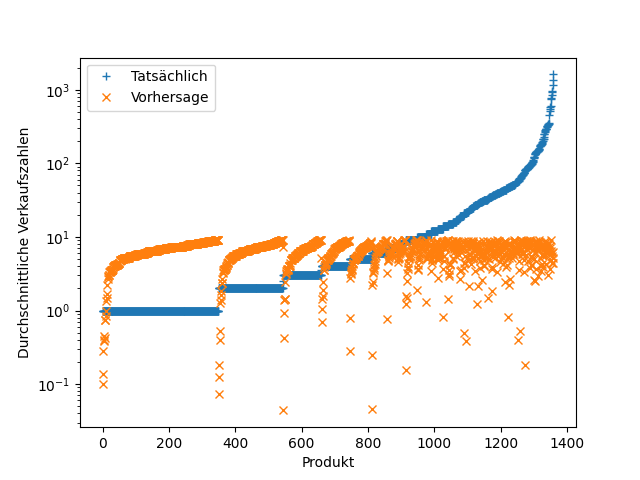 Tatsächlich
Vorhersage
Durchschnittliche Verkaufszahlen
10³
10²
10¹
10⁰
10⁻¹
0 200 400 600 800 1000 1200 1400
Produkt